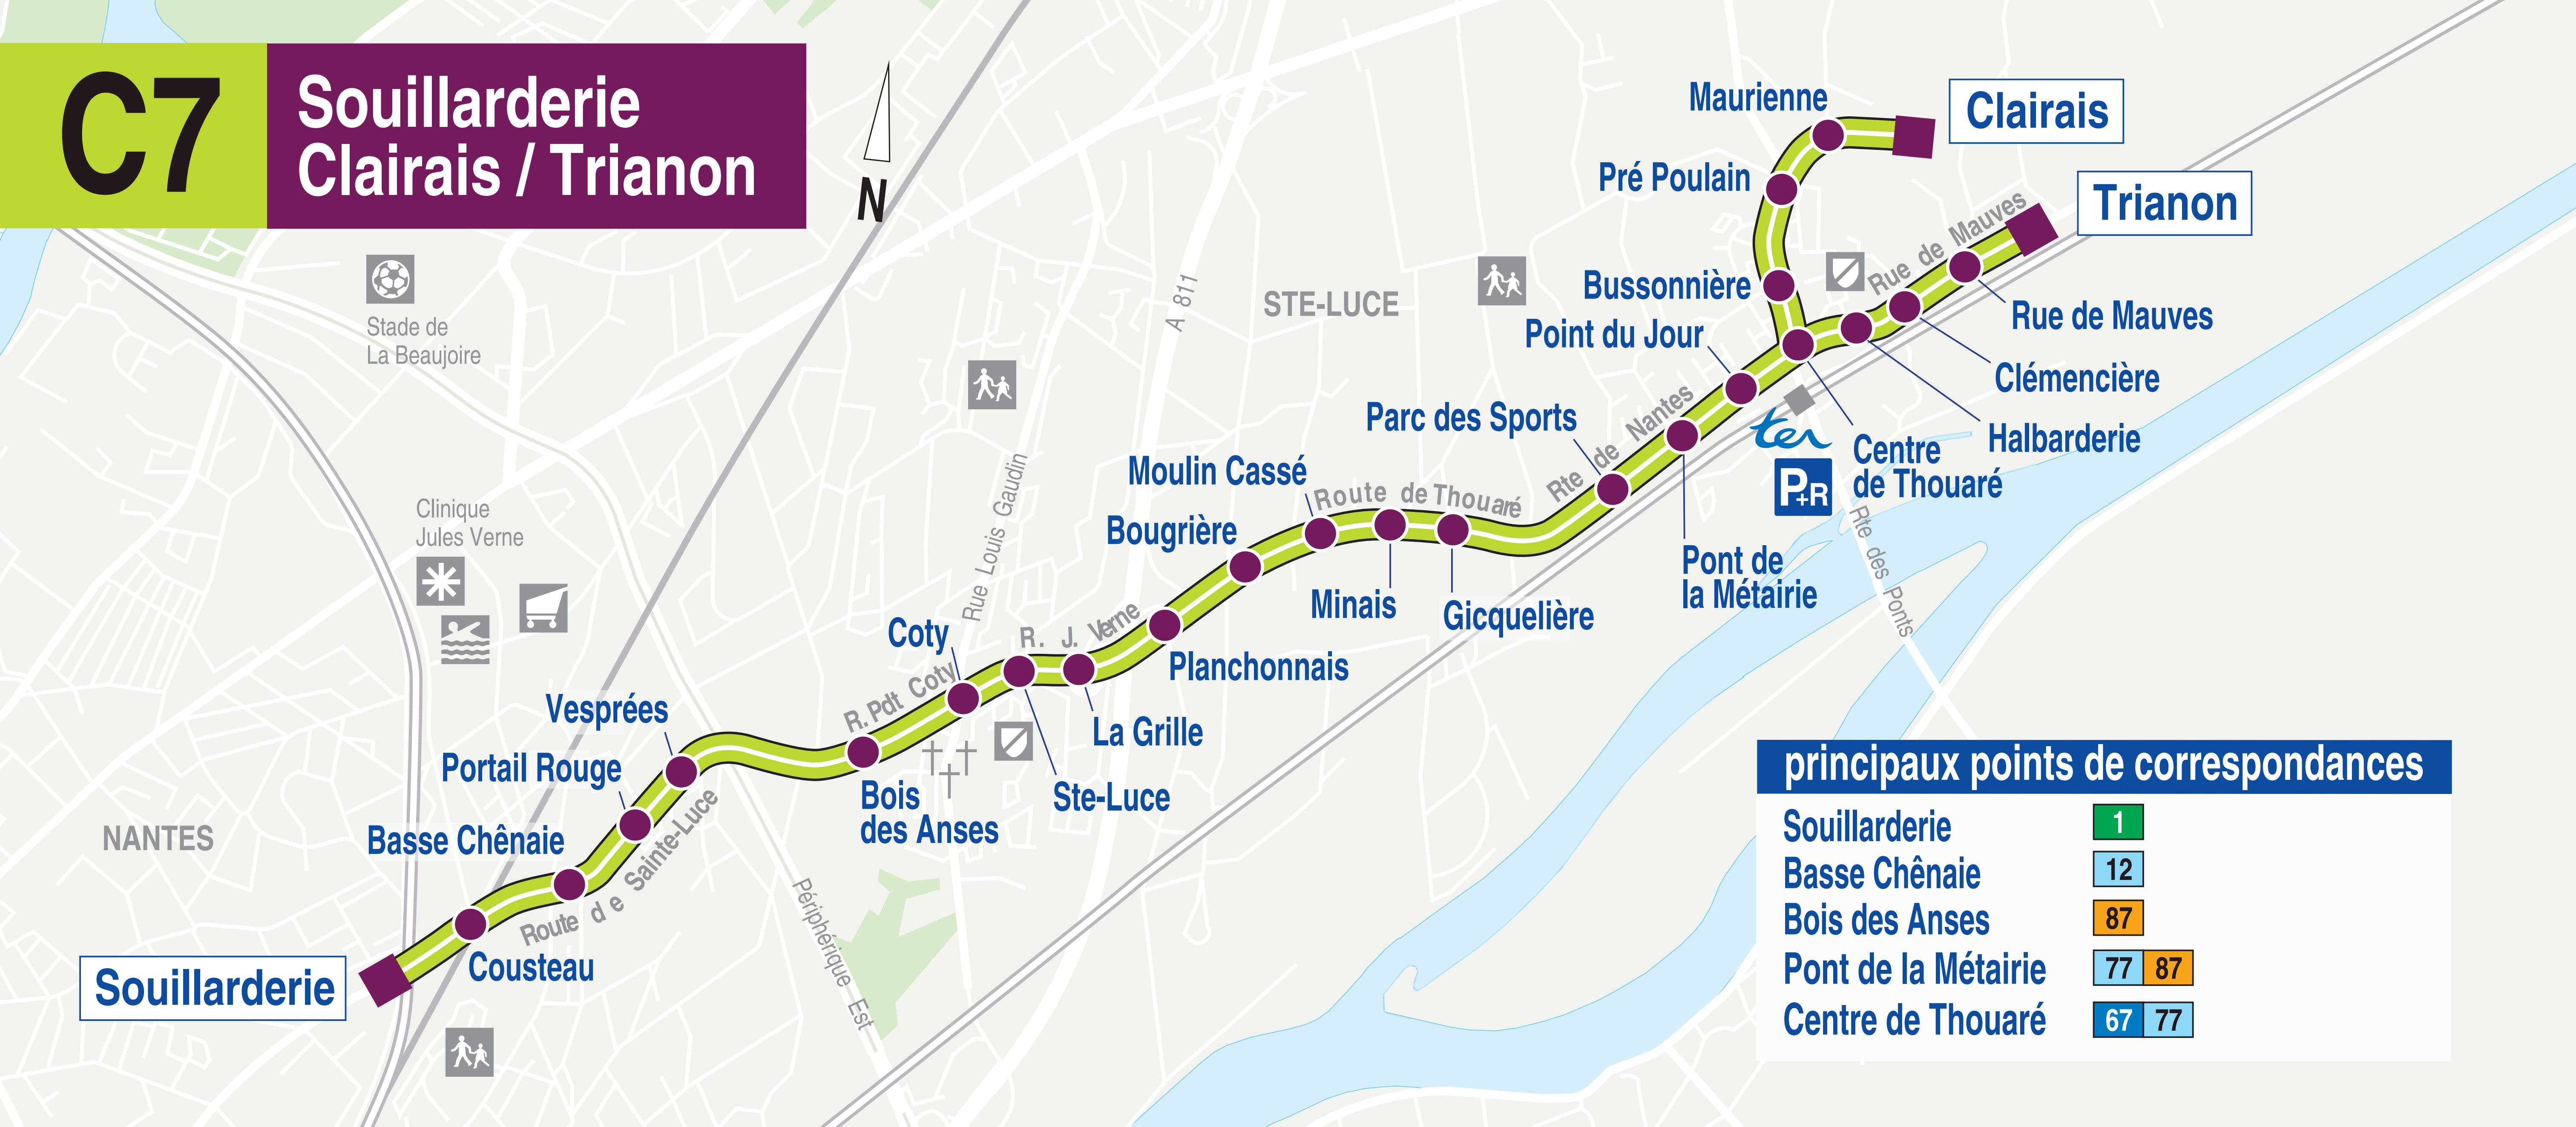 C7
Souillarderie
Clairais / Trianon
N
Maurienne
Clairais
Pré Poulain
Trianon
Rue de Mauves
Bussonnière
Rue de Mauves
Point du Jour
Clémencière
Halbarderie
Centre
de Thouaré
ter
P+R
Rte des Ponts
STE-LUCE
A 811
Stade de
La Beaujoire
Parc des Sports
Rte de Nantes
Pont de
la Métairie
Moulin Cassé
Route de Thouaré
Bougrière
Minais
Gicquelière
Rue Louis Gaudin
Clinique
Jules Verne
Coty
R. J. Verne
Planchonnais
R. Pdt Coty
La Grille
Ste-Luce
Vesprées
Portail Rouge
Bois
des Anses
Basse Chênaie
Route de Sainte-Luce
NANTES
Périphérique Est
Cousteau
Souillarderie
principaux points de correspondances
Souillarderie 1
Basse Chênaie 12
Bois des Anses 87
Pont de la Métairie 77 87
Centre de Thouaré 67 77